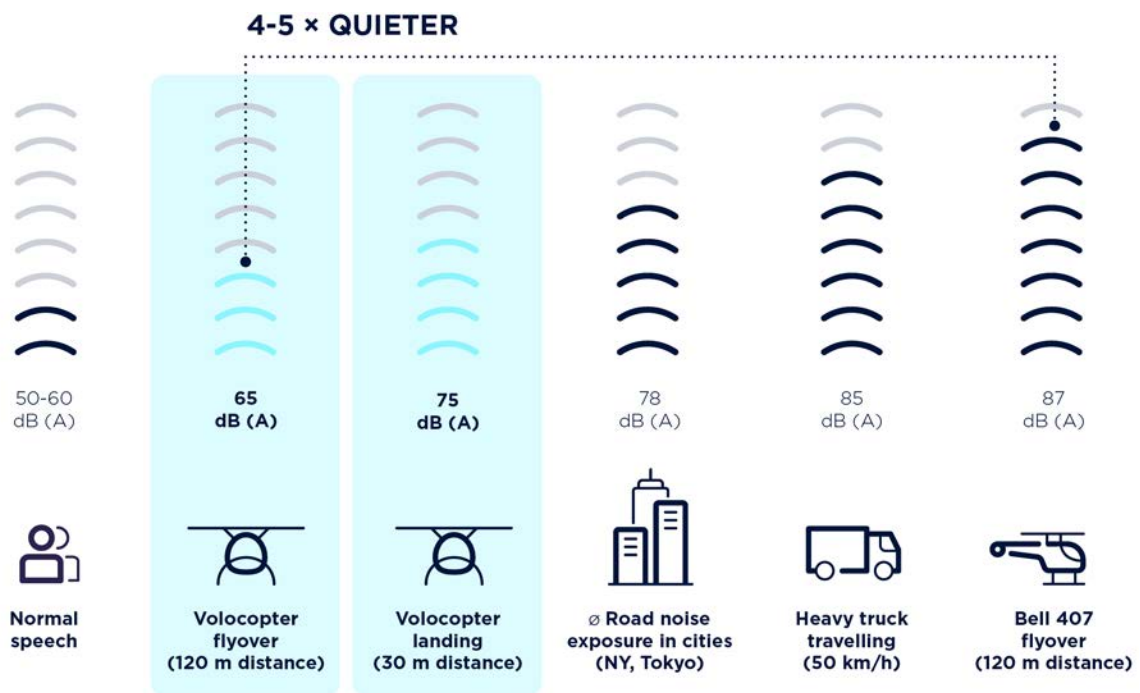 4-5 × QUIETER
50-60
dB (A)
65
dB (A)
75
dB (A)
78
dB (A)
85
dB (A)
87
dB (A)
Normal
speech
Volocopter
flyover
(120 m distance)
Volocopter
landing
(30 m distance)
⌀ Road noise
exposure in cities
(NY, Tokyo)
Heavy truck
travelling
(50 km/h)
Bell 407
flyover
(120 m distance)